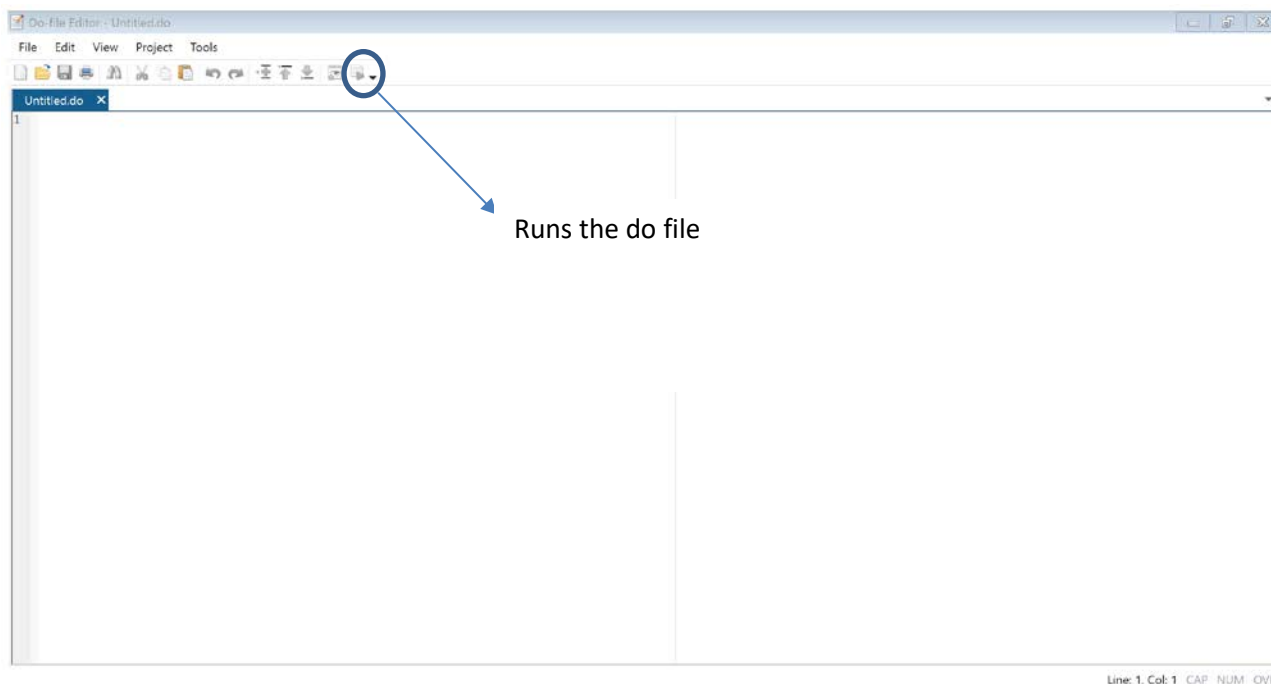 Do-file Editor - Untitled.do
File Edit View Project Tools
Untitled.do
1
Runs the do file
Line: 1, Col: 1 CAP NUM OVR